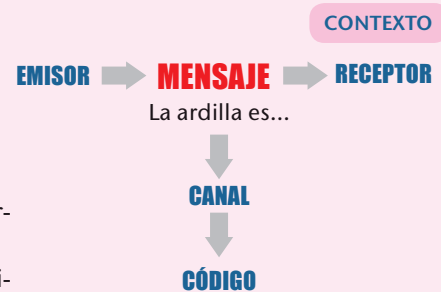 CONTEXTO
EMISOR MENSAJE RECEPTOR
La ardilla es...
CANAL
r-
CÓDIGO
i-